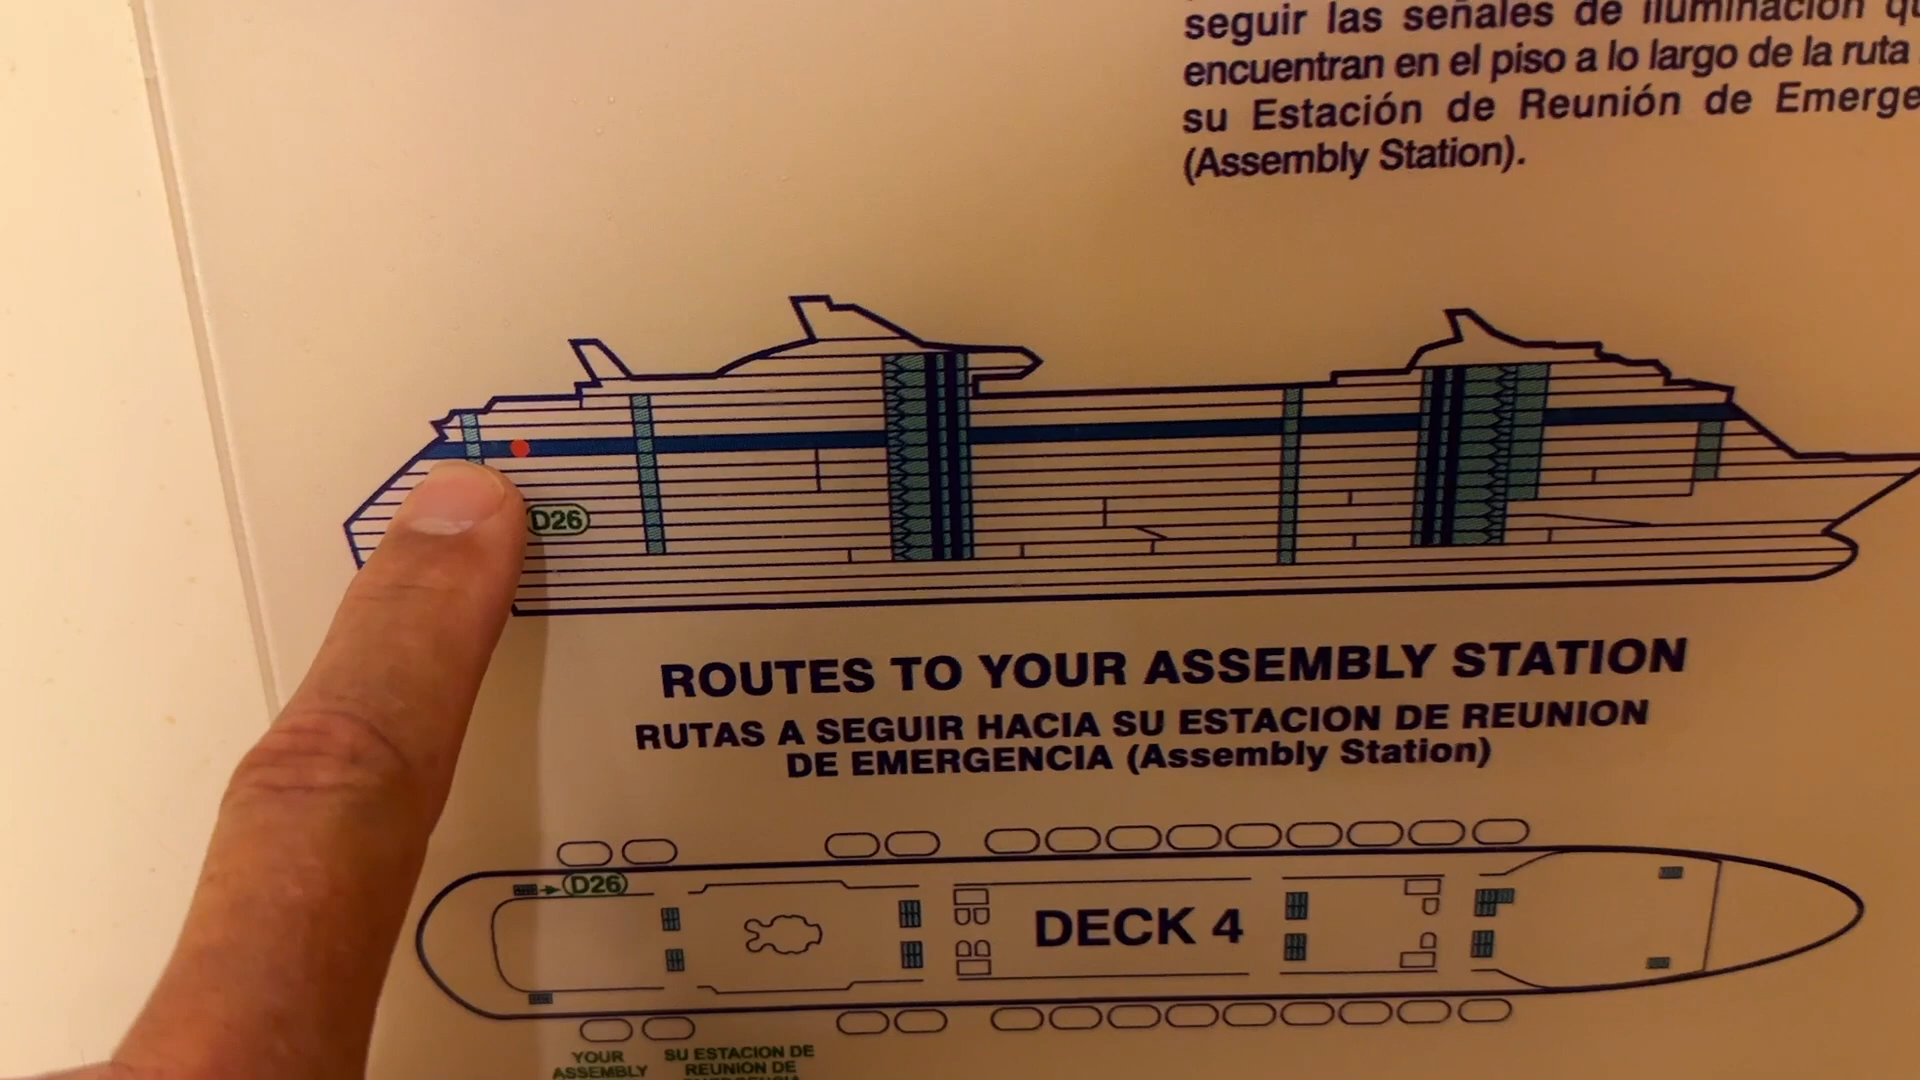 seguir las señales de iluminación
encuentran en el piso a lo largo de la ruta
su Estación de Reunión de Emerge
(Assembly Station).
D26
ROUTES TO YOUR ASSEMBLY STATION
RUTAS A SEGUIR HACIA SU ESTACION DE REUNION
DE EMERGENCIA (Assembly Station)
D26
DECK 4
YOUR SU ESTACION DE
ASSEMBLY REUNION DE